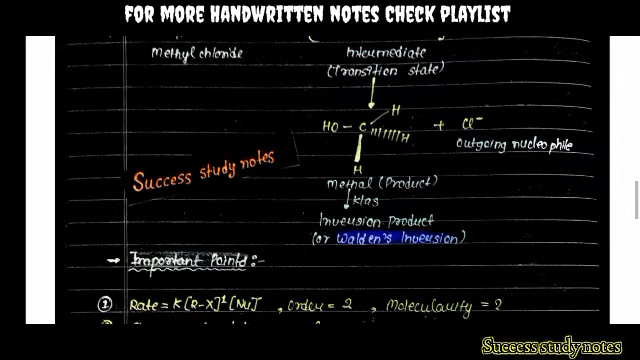 FOR MORE HANDWRITTEN NOTES CHECK PLAYLIST
methyl chloride
Intermediate
(Transition state)
H
HO - C H + Cl⁻
outgoing nucleophile
H
Success study notes
Methal (Product)
Inversion Product
(or Walden's Inversion)
→ Important Points:-
① Rate = K[R-X]¹[Nu] , order = 2 , Molecularity = 2
Success study notes